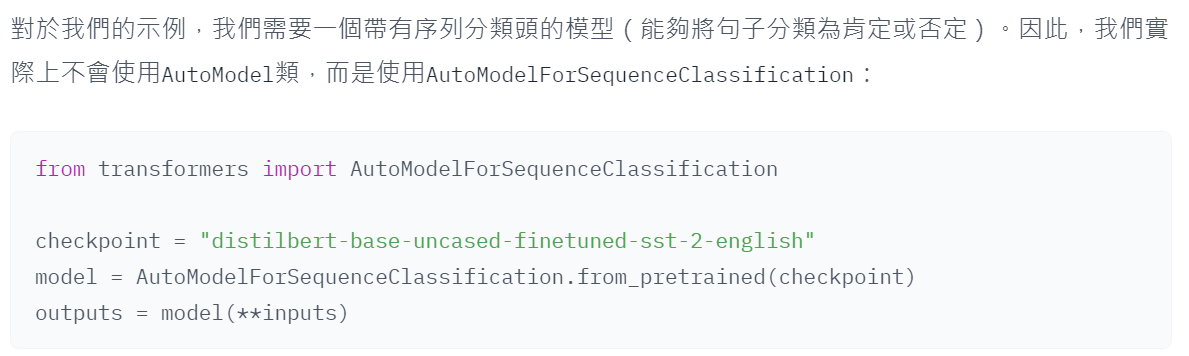 對於我們的示例，我們需要一個帶有序列分類頭的模型（能夠將句子分類為肯定或否定）。因此，我們實
際上不會使用AutoModel類，而是使用AutoModelForSequenceClassification：
from transformers import AutoModelForSequenceClassification
checkpoint = "distilbert-base-uncased-finetuned-sst-2-english"
model = AutoModelForSequenceClassification.from_pretrained(checkpoint)
outputs = model(**inputs)